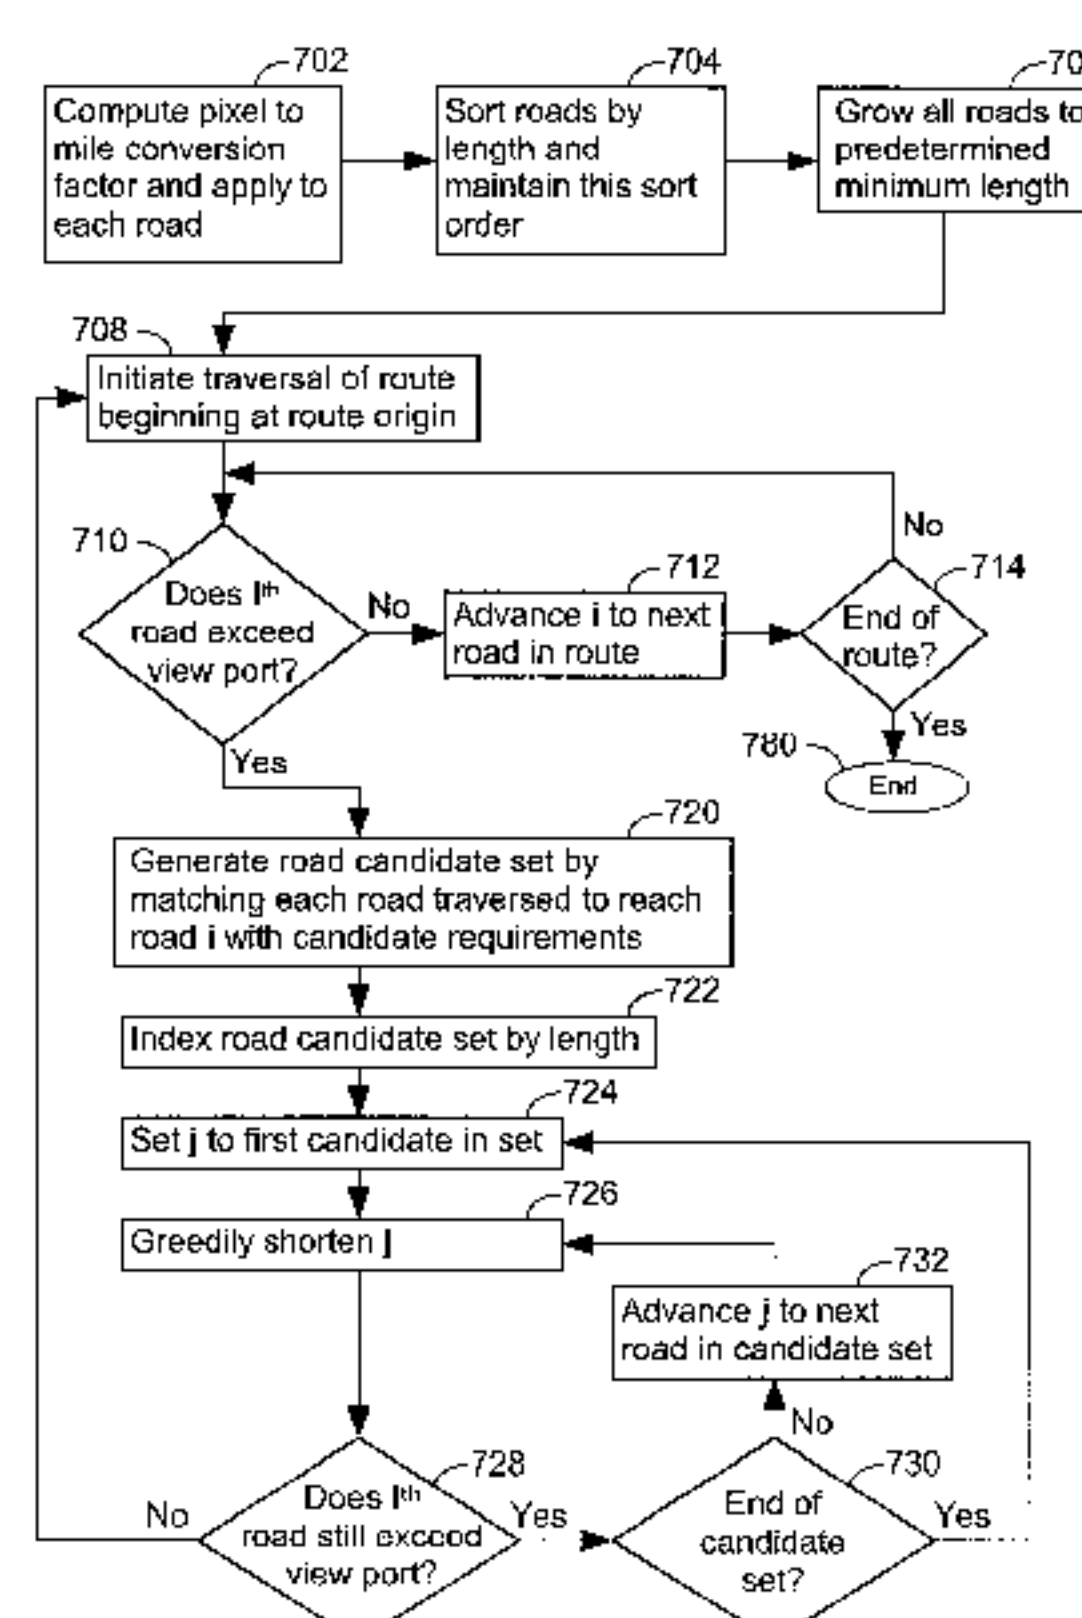 702
Compute pixel to
mile conversion
factor and apply to
each road
704
Sort roads by
length and
maintain this sort
order
70
Grow all roads to
predetermined
minimum length
708
Initiate traversal of route
beginning at route origin
710
Does Ith
road exceed
view port?
No
712
Advance i to next
road in route
714
End of
route?
No
Yes
780
End
Yes
720
Generate road candidate set by
matching each road traversed to reach
road i with candidate requirements
722
Index road candidate set by length
724
Set j to first candidate in set
726
Greedily shorten j
732
Advance j to next
road in candidate set
No
728
Does Ith
road still exceed
view port?
No
Yes
730
End of
candidate
set?
Yes